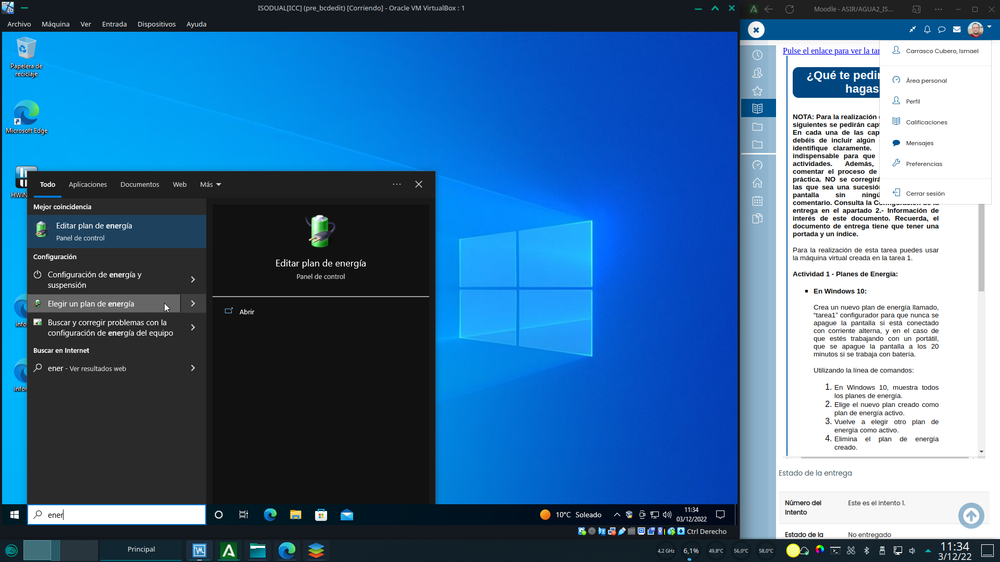 ISODUAL[ICC] (pre_bcdedit) [Corriendo] - Oracle VM VirtualBox : 1
Archivo Máquina Ver Entrada Dispositivos Ayuda
Papelera de
reciclaje
Microsoft Edge
Todo Aplicaciones Documentos Web Más
Mejor coincidencia
Editar plan de energía
Panel de control
Configuración
Configuración de energía y
suspensión
Elegir un plan de energía
Buscar y corregir problemas con la
configuración de energía del equipo
Buscar en Internet
ener - Ver resultados web
Editar plan de energía
Panel de control
Abrir
ener
10°C Soleado
11:34
03/12/2022
Ctrl Derecho
Moodle - ASIR/AGUA2_IS...
Pulse el enlace para ver la tar
Carrasco Cubero, Ismael
Área personal
Perfil
Calificaciones
Mensajes
Preferencias
Cerrar sesión
¿Qué te pedir
hagas
NOTA: Para la realización
siguientes se pedirán capt
En cada una de las cap
debéis de incluir algún
identifique claramente.
indispensable para que
actividades. Además,
comentar el proceso de
práctica. NO se corregirá
las que sea una sucesión
pantalla sin ningú
comentario. Consulta la Configuración de la
entrega en el apartado 2.- Información de
interés de este documento. Recuerda, el
documento de entrega tiene que tener una
portada y un índice.
Para la realización de esta tarea puedes usar
la máquina virtual creada en la tarea 1.
Actividad 1 - Planes de Energía:
En Windows 10:
Crea un nuevo plan de energía llamado,
“tarea1” configurador para que nunca se
apague la pantalla si está conectado
con corriente alterna, y en el caso de
que estés trabajando con un portátil,
que se apague la pantalla a los 20
minutos si se trabaja con batería.
Utilizando la línea de comandos:
1. En Windows 10, muestra todos
los planes de energía.
2. Elige el nuevo plan creado como
plan de energía activo.
3. Vuelve a elegir otro plan de
energía como activo.
4. Elimina el plan de energía
creado.
Estado de la entrega
Número del
Intento
Este es el intento 1.
Estado de la
No entregado
Principal
4,2 GHz 6,1% 49,8°C 56,0°C 58,0°C
11:34
3/12/22